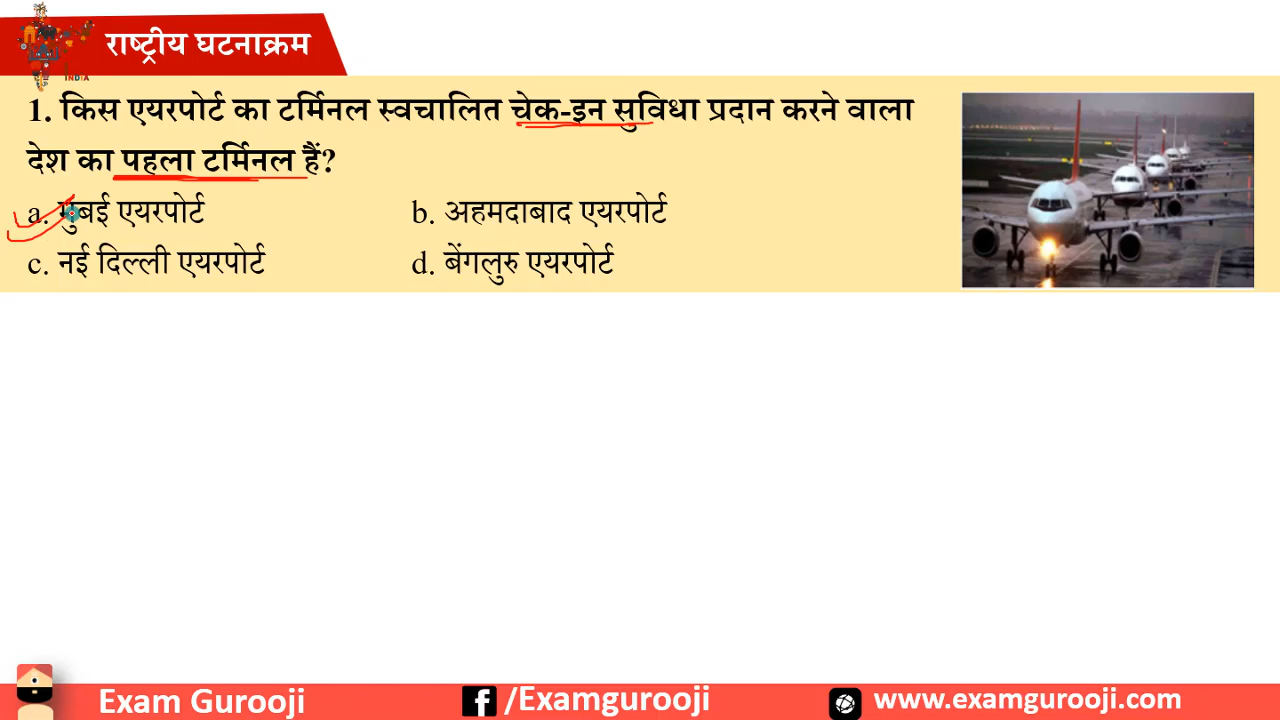 राष्ट्रीय घटनाक्रम
INDIA
1. किस एयरपोर्ट का टर्मिनल स्वचालित चेक-इन सुविधा प्रदान करने वाला
देश का पहला टर्मिनल हैं?
a. मुंबई एयरपोर्ट
b. अहमदाबाद एयरपोर्ट
c. नई दिल्ली एयरपोर्ट
d. बेंगलुरु एयरपोर्ट
Exam Gurooji
/Examgurooji
www.examgurooji.com